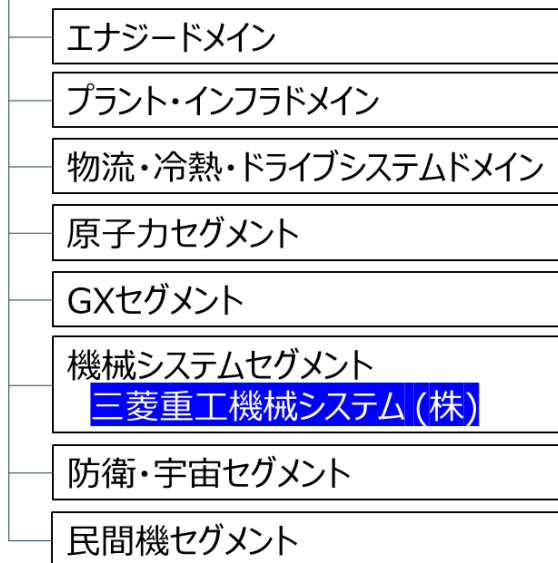 エナジードメイン
プラント・インフラドメイン
物流・冷熱・ドライブシステムドメイン
原子力セグメント
GXセグメント
機械システムセグメント
三菱重工機械システム(株)
防衛・宇宙セグメント
民間機セグメント